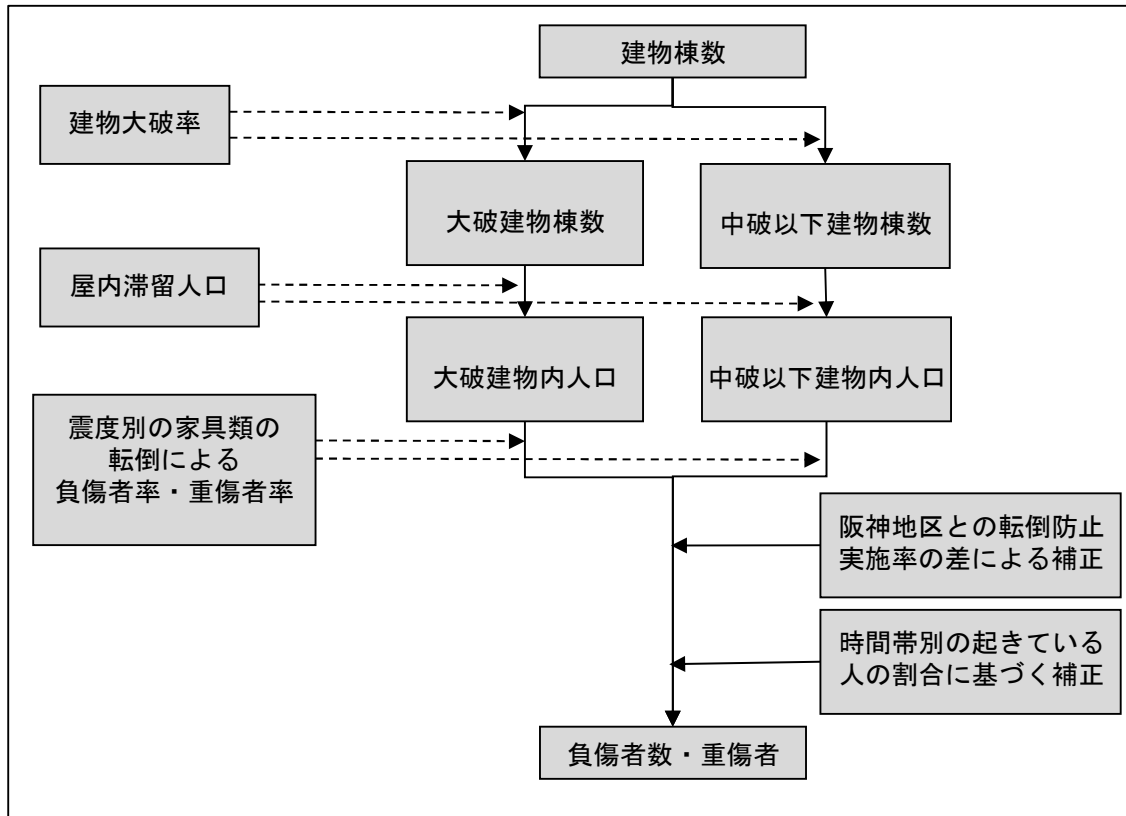 建物棟数
建物大破率
大破建物棟数
中破以下建物棟数
屋内滞留人口
大破建物内人口
中破以下建物内人口
震度別の家具類の
転倒による
負傷者率・重傷者率
阪神地区との転倒防止
実施率の差による補正
時間帯別の起きている
人の割合に基づく補正
負傷者数・重傷者